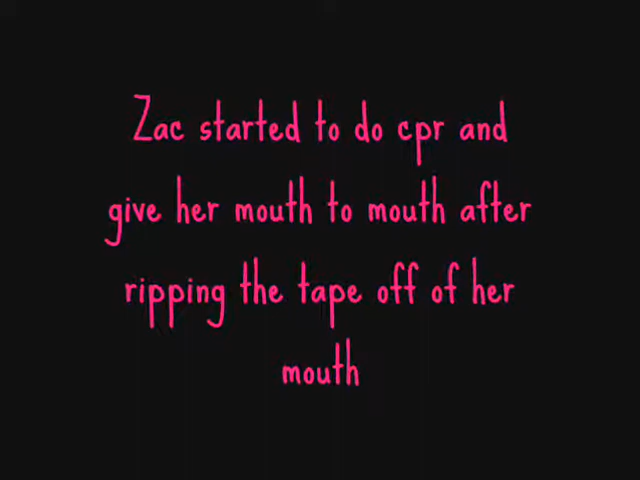 Zac started to do cpr and
give her mouth to mouth after
ripping the tape off of her
mouth